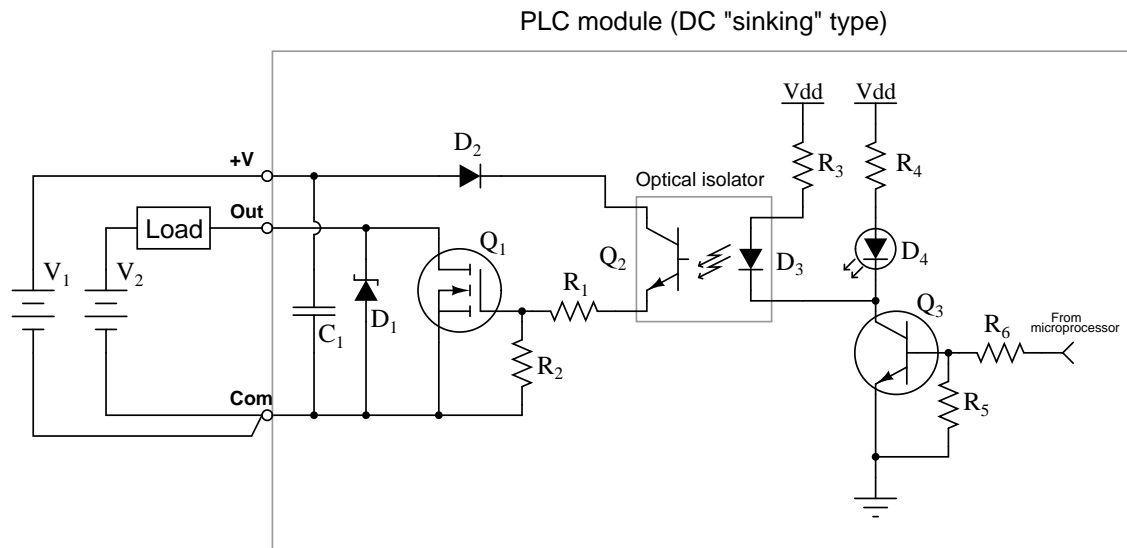 PLC module (DC "sinking" type)
Vdd
Vdd
+V
D2
R3
R4
Optical isolator
Out
Load
Q1
Q2
D3
D4
V1
V2
R1
C1
D1
Q3
R6
From
microprocessor
R2
Com
R5